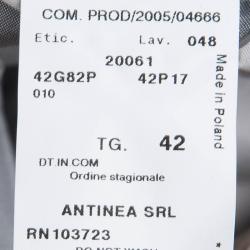 COM. PROD/2005/04666
Etic. Lav. 048
20061
42G82P 42P17
010
Made in Poland
TG. 42
DT.IN.COM
Ordine stagionale
ANTINEA SRL
RN103723